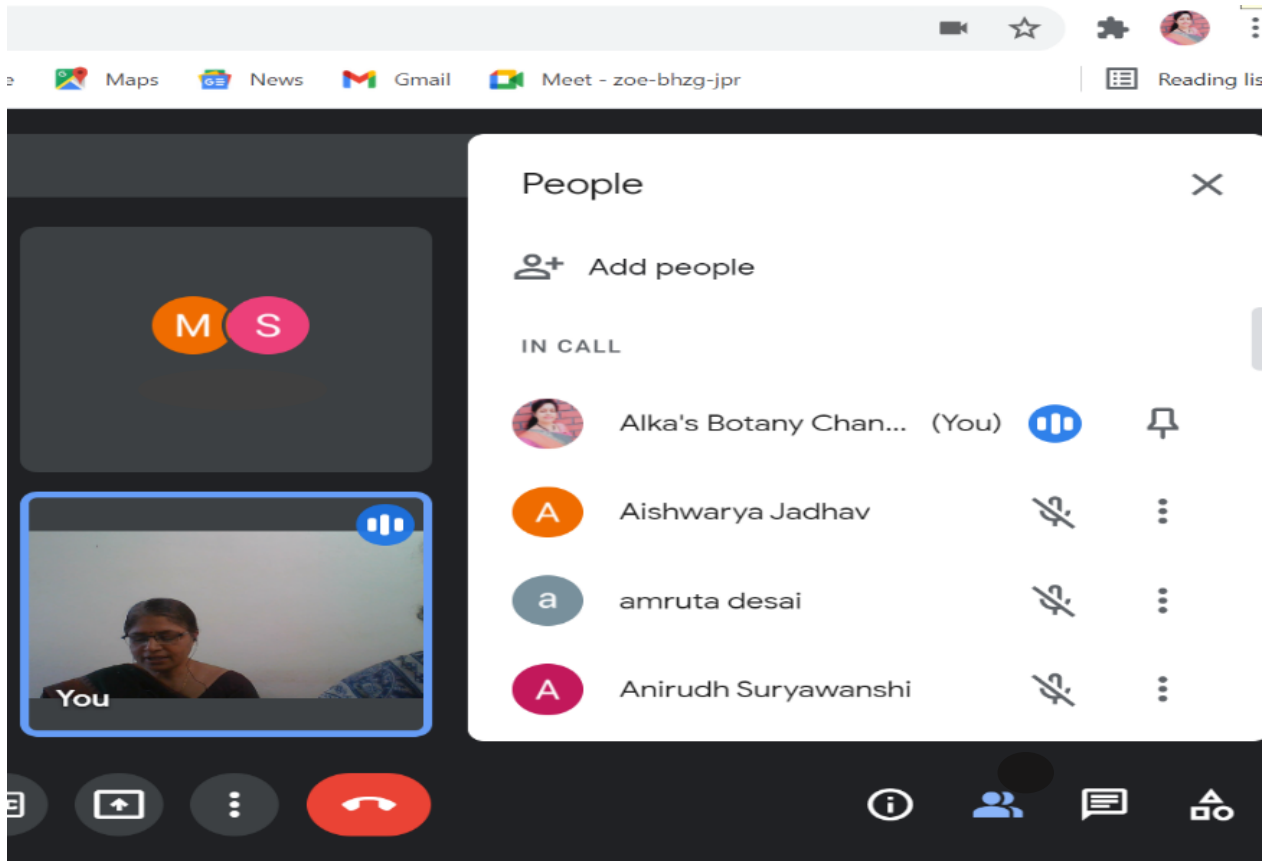 e Maps News Gmail Meet - zoe-bhzg-jpr Reading lis
People
Add people
M S
IN CALL
Alka's Botany Chan... (You)
A Aishwarya Jadhav
a amruta desai
A Anirudh Suryawanshi
You